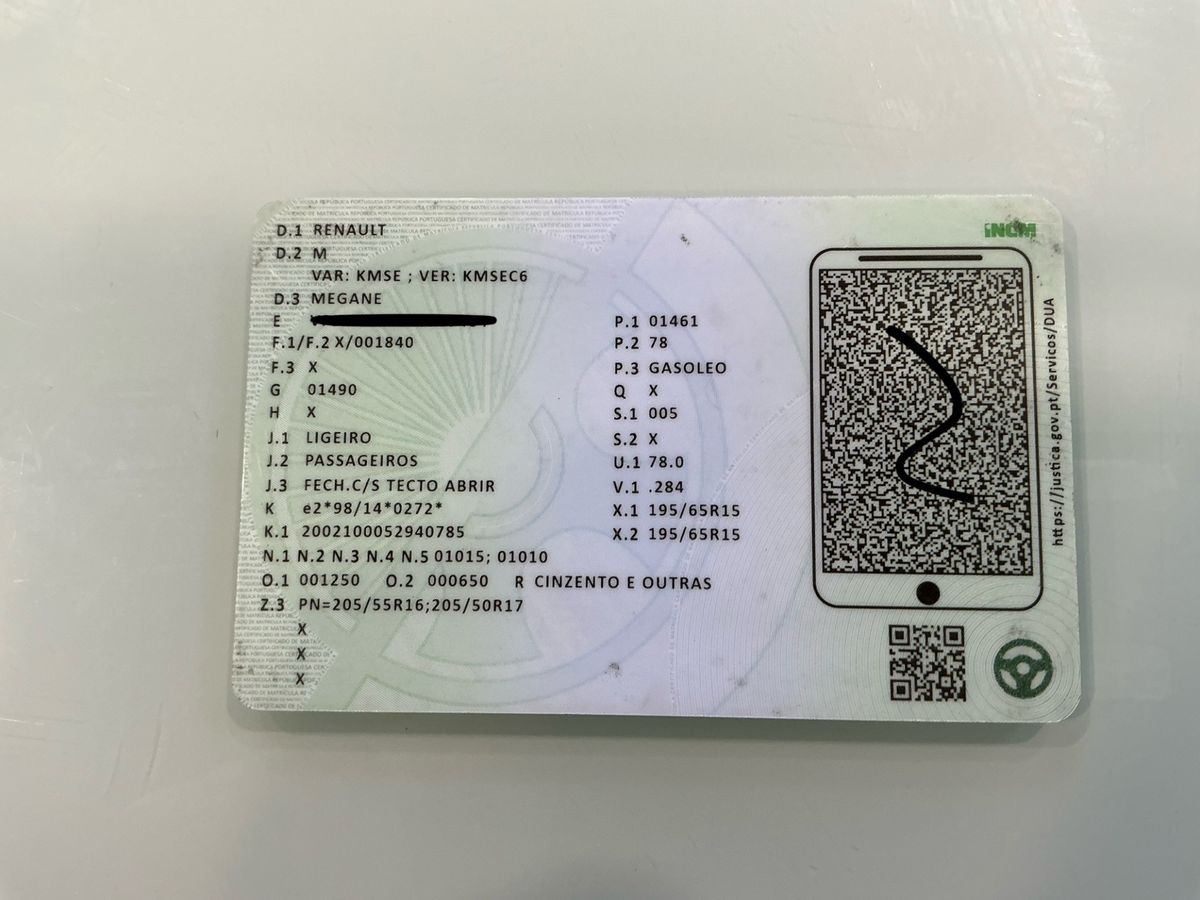 D.1 RENAULT
D.2 M
VAR: KMSE ; VER: KMSEC6
D.3 MEGANE
E
F.1/F.2 X/001840
F.3 X
G 01490
H X
J.1 LIGEIRO
J.2 PASSAGEIROS
J.3 FECH.C/S TECTO ABRIR
K e2*98/14*0272*
K.1 2002100052940785
N.1 N.2 N.3 N.4 N.5 01015; 01010
O.1 001250 O.2 000650 R CINZENTO E OUTRAS
Z.3 PN=205/55R16;205/50R17
X
X
X
P.1 01461
P.2 78
P.3 GASOLEO
Q X
S.1 005
S.2 X
U.1 78.0
V.1 .284
X.1 195/65R15
X.2 195/65R15
INCM
https://justica.gov.pt/Servicos/DUA